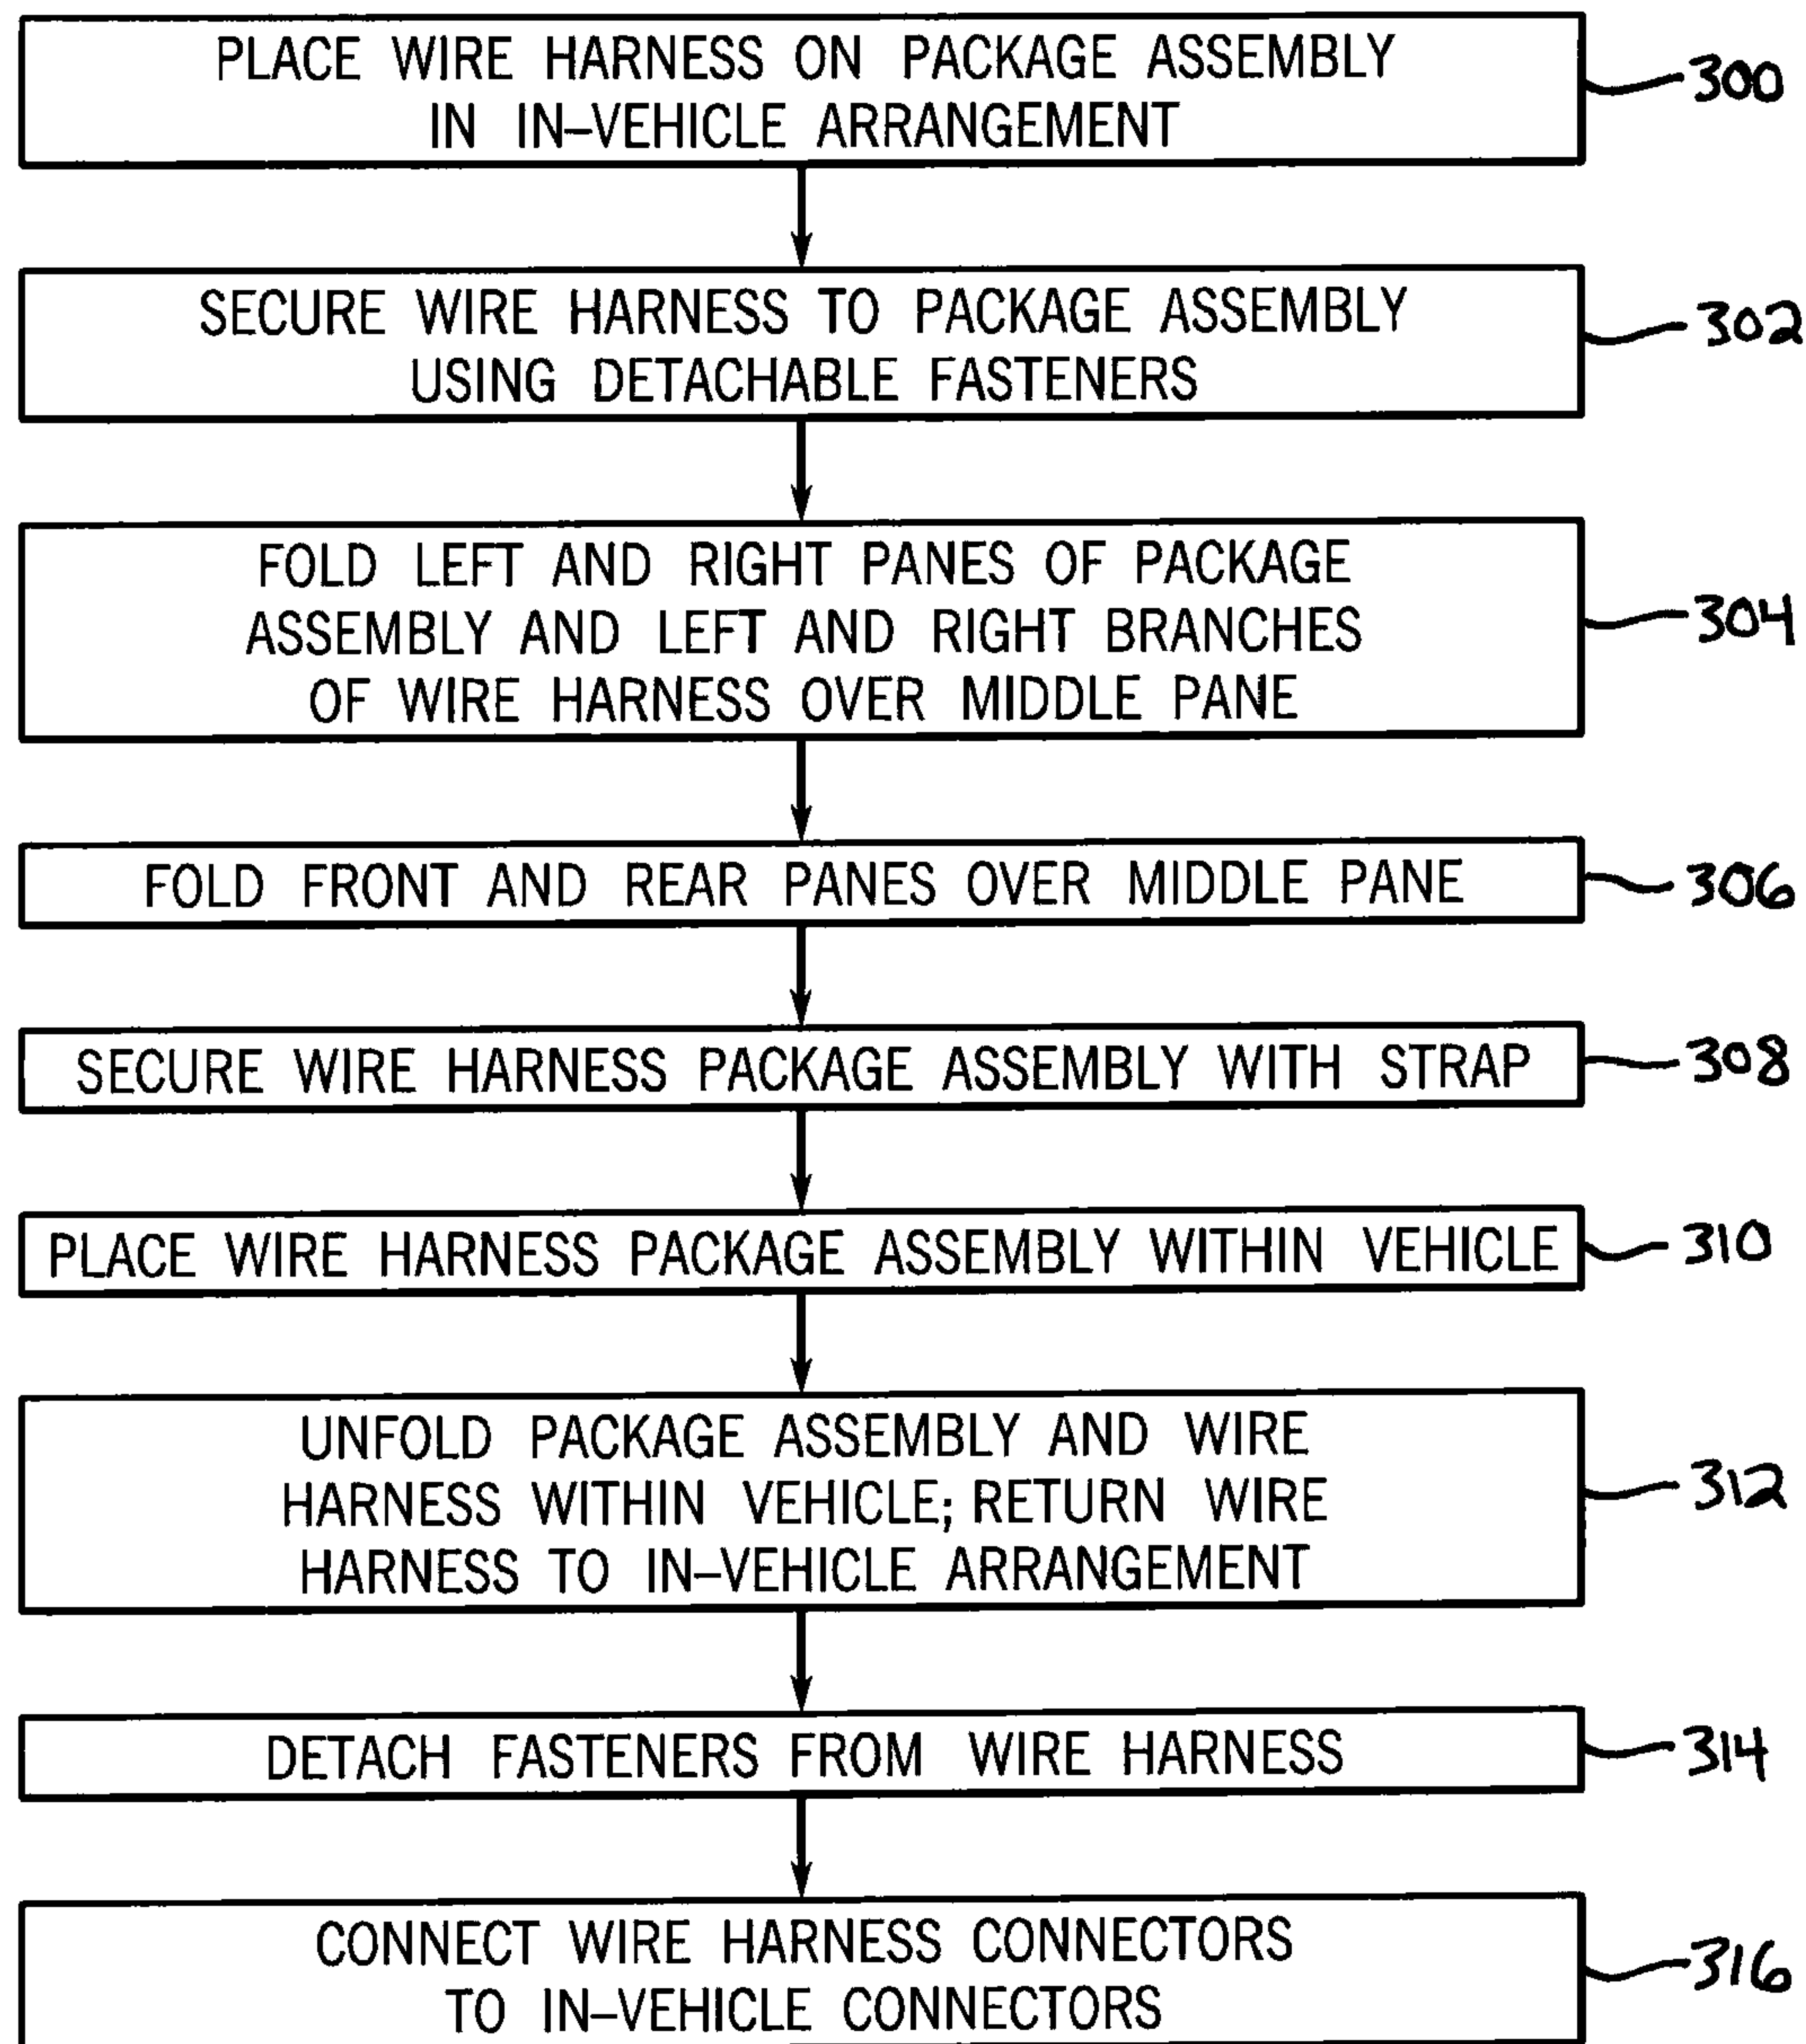 PLACE WIRE HARNESS ON PACKAGE ASSEMBLY
IN IN–VEHICLE ARRANGEMENT
300
SECURE WIRE HARNESS TO PACKAGE ASSEMBLY
USING DETACHABLE FASTENERS
302
FOLD LEFT AND RIGHT PANES OF PACKAGE
ASSEMBLY AND LEFT AND RIGHT BRANCHES
OF WIRE HARNESS OVER MIDDLE PANE
304
FOLD FRONT AND REAR PANES OVER MIDDLE PANE
306
SECURE WIRE HARNESS PACKAGE ASSEMBLY WITH STRAP
308
PLACE WIRE HARNESS PACKAGE ASSEMBLY WITHIN VEHICLE
310
UNFOLD PACKAGE ASSEMBLY AND WIRE
HARNESS WITHIN VEHICLE; RETURN WIRE
HARNESS TO IN–VEHICLE ARRANGEMENT
312
DETACH FASTENERS FROM WIRE HARNESS
314
CONNECT WIRE HARNESS CONNECTORS
TO IN–VEHICLE CONNECTORS
316